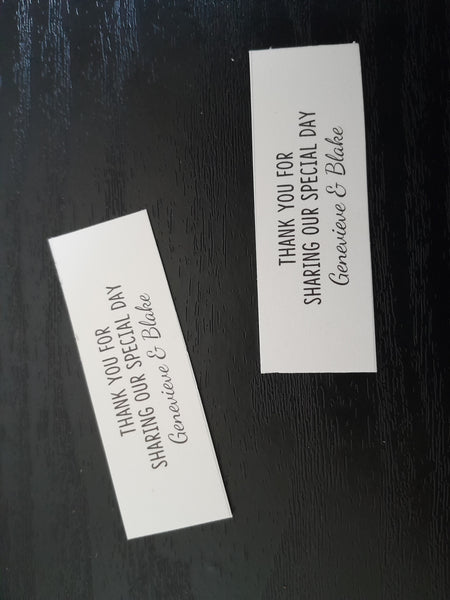 THANK YOU FOR
SHARING OUR SPECIAL DAY
Genevieve & Blake
THANK YOU FOR
SHARING OUR SPECIAL DAY
Genevieve & Blake